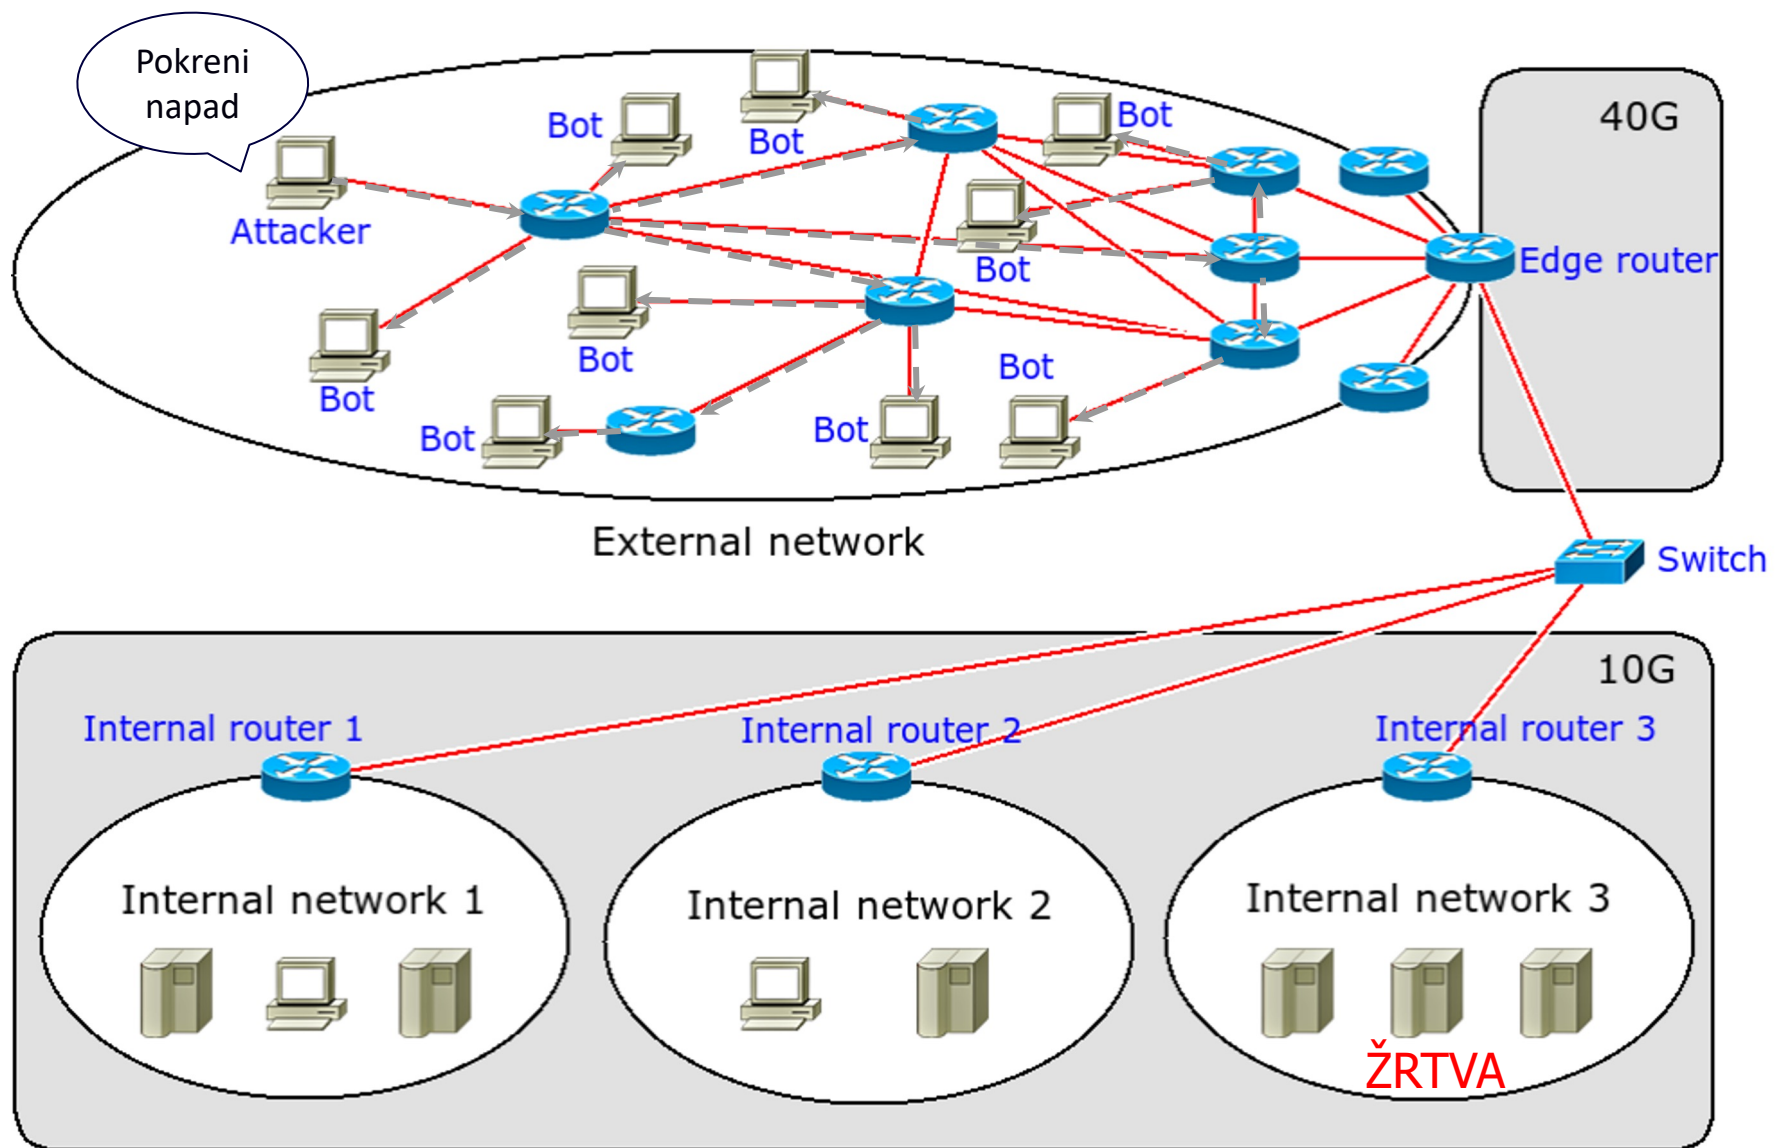 Pokreni
napad
Bot
Bot
Bot
40G
Attacker
Bot
Edge router
Bot
Bot
Bot
Bot
Bot
Bot
External network
Switch
10G
Internal router 1
Internal router 2
Internal router 3
Internal network 1
Internal network 2
Internal network 3
ŽRTVA